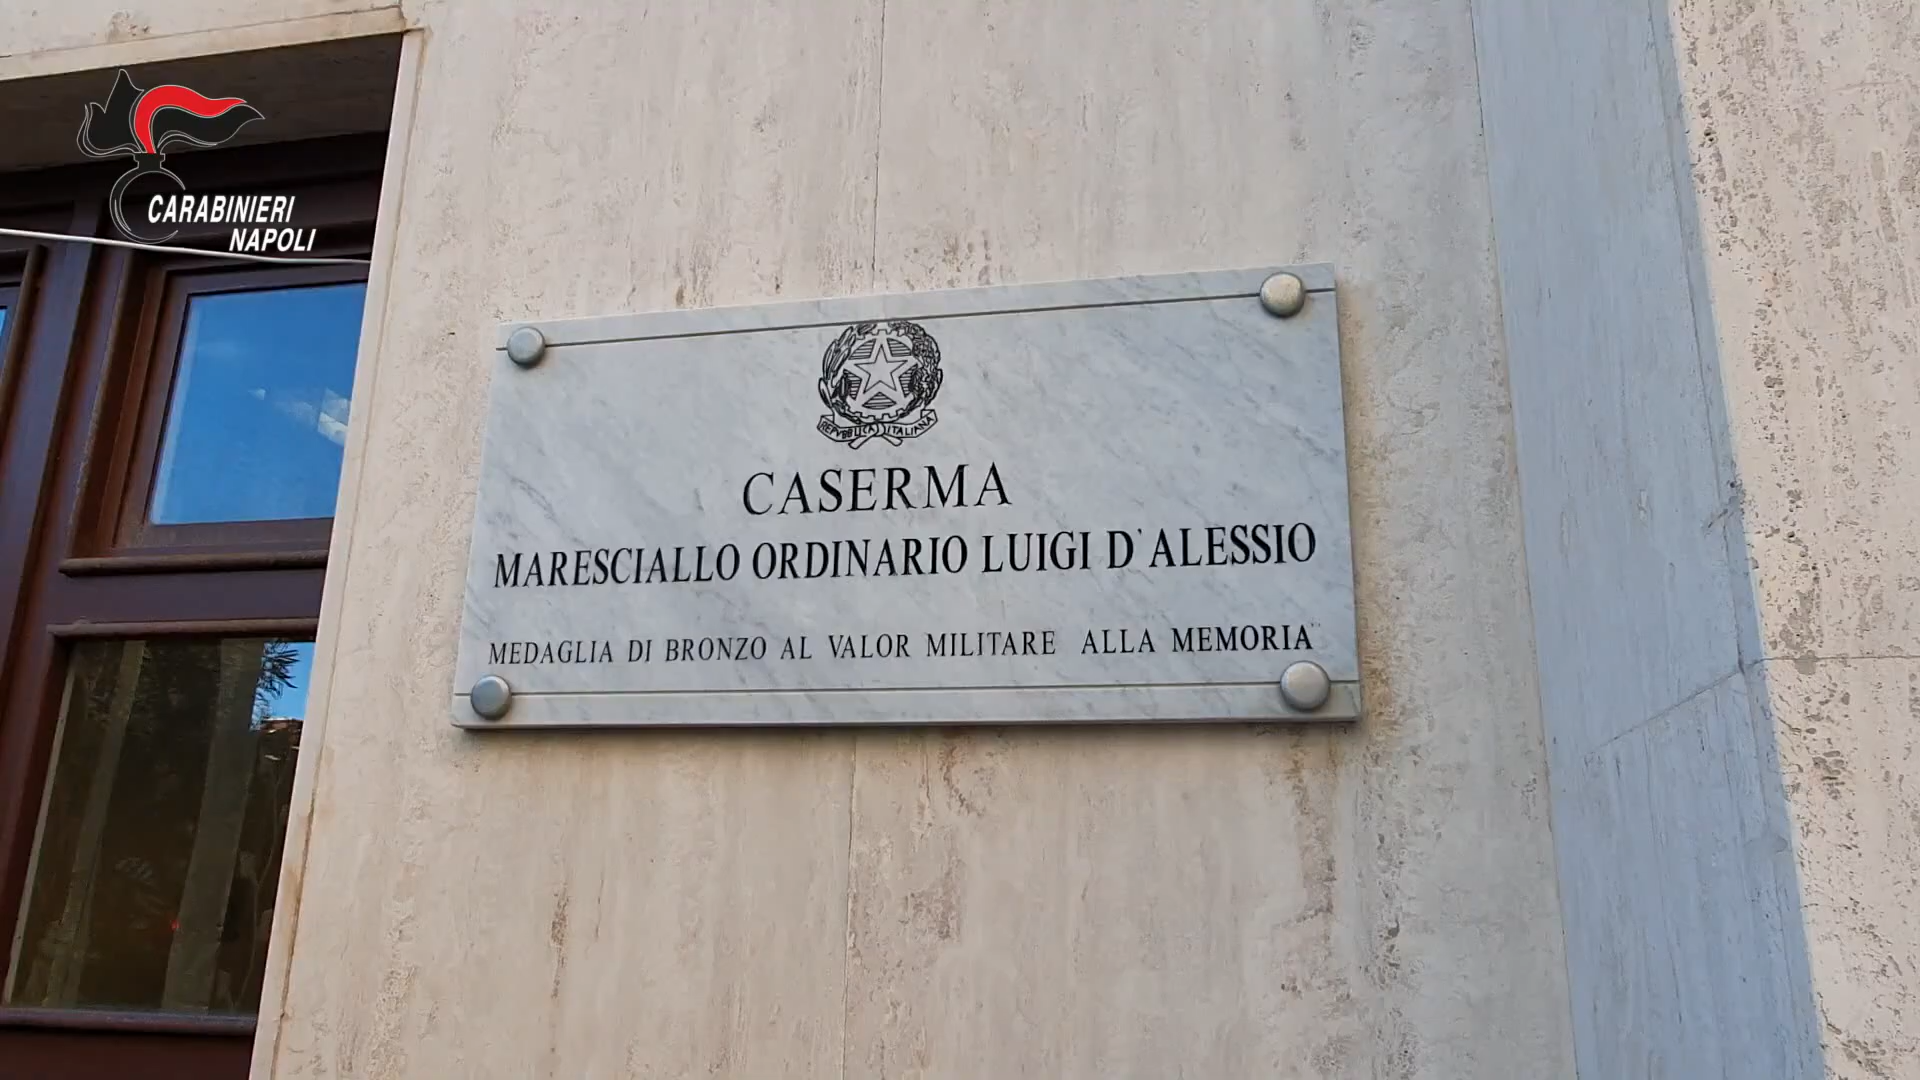 CARABINIERI
NAPOLI
REPVBBLICA ITALIANA
CASERMA
MARESCIALLO ORDINARIO LUIGI D'ALESSIO
MEDAGLIA DI BRONZO AL VALOR MILITARE ALLA MEMORIA"